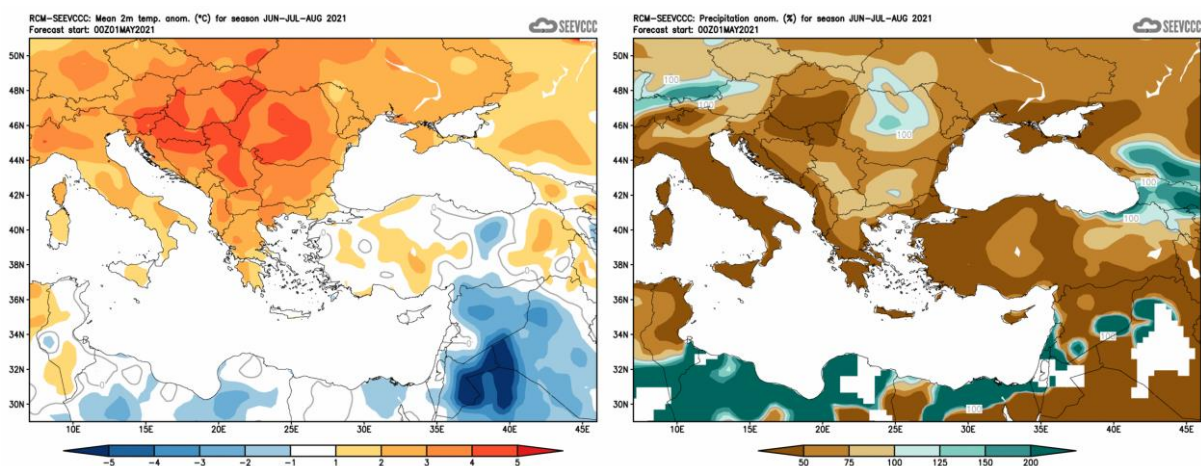 RCM-SEEVCCC: Mean 2m temp. anom. (°C) for season JUN-JUL-AUG 2021
Forecast start: 00Z01MAY2021
SEEVCCC
50N
48N
46N
44N
42N
40N
38N
36N
34N
32N
30N
10E
15E
20E
25E
30E
35E
40E
45E
-5
-4
-3
-2
-1
1
2
3
4
5
RCM-SEEVCCC: Precipitation anom. (%) for season JUN-JUL-AUG 2021
Forecast start: 00Z01MAY2021
SEEVCCC
50N
48N
46N
44N
42N
40N
38N
36N
34N
32N
30N
100
100
100
100
100
100
100
10E
15E
20E
25E
30E
35E
40E
45E
50
75
100
125
150
200